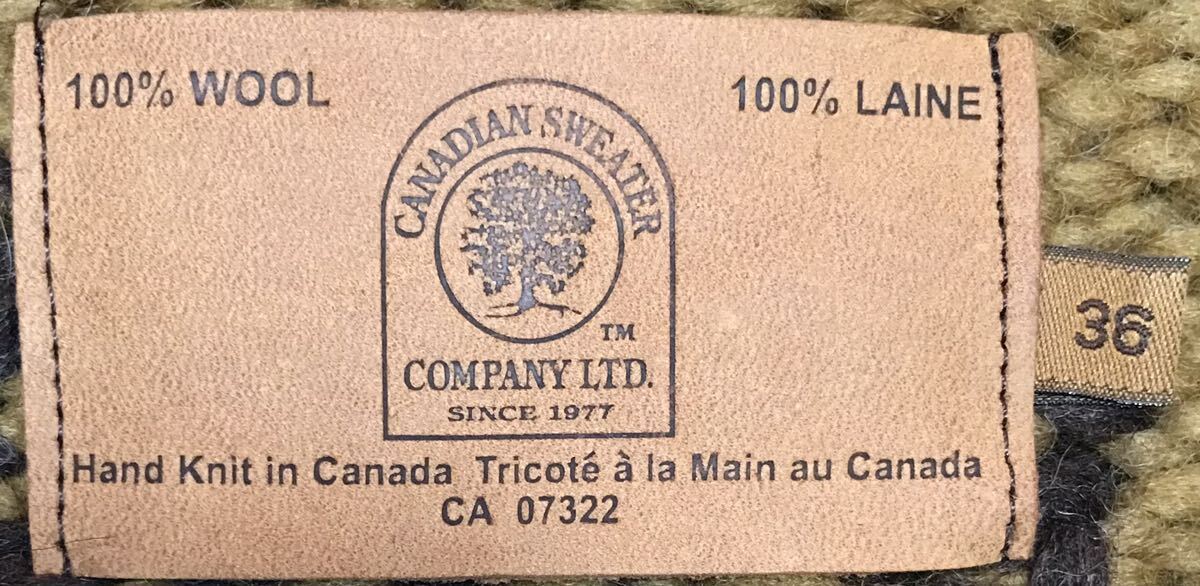 100% WOOL
100% LAINE
CANADIAN SWEATER
TM
COMPANY LTD.
SINCE 1977
Hand Knit in Canada Tricoté à la Main au Canada
CA 07322
36